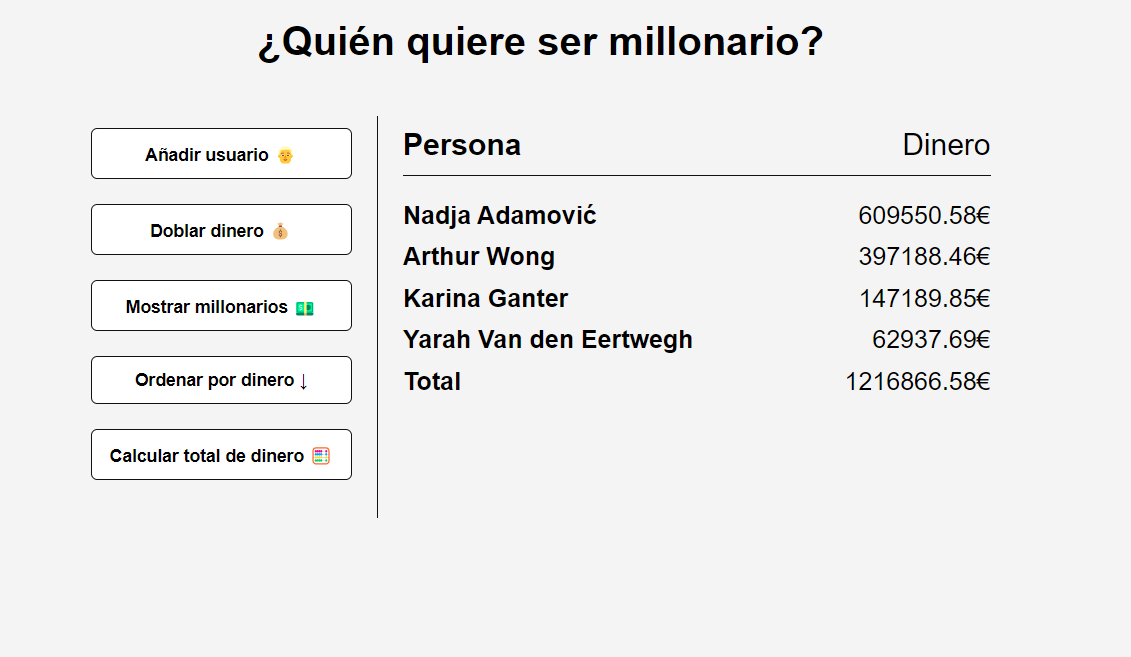 ¿Quién quiere ser millonario?
Añadir usuario 👴
Doblar dinero 💰
Mostrar millonarios 💵
Ordenar por dinero ↓
Calcular total de dinero 🧮
Persona Dinero
Nadja Adamović 609550.58€
Arthur Wong 397188.46€
Karina Ganter 147189.85€
Yarah Van den Eertwegh 62937.69€
Total 1216866.58€